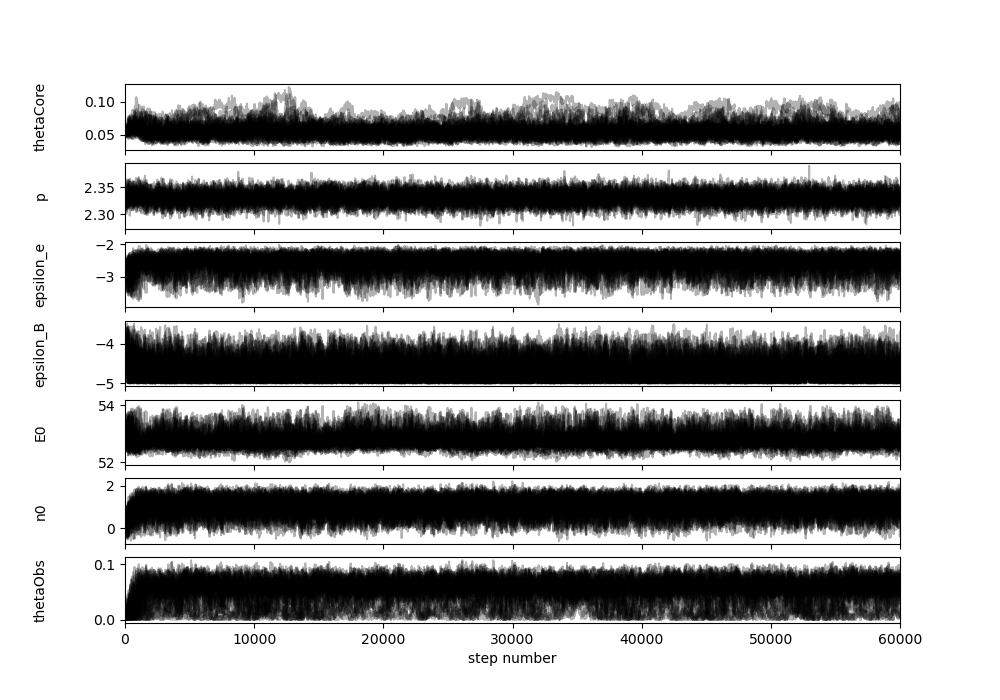 thetaCore
0.10
0.05
p
2.35
2.30
epsilon_e
−2
−3
epsilon_B
−4
−5
E0
54
52
n0
2
0
thetaObs
0.1
0.0
0 10000 20000 30000 40000 50000 60000
step number